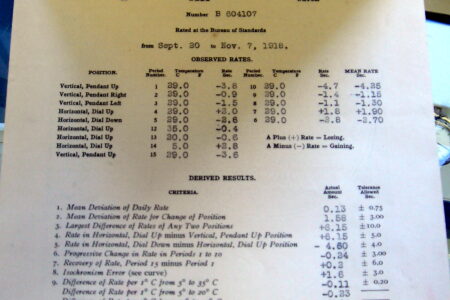 Number B 604107
Rated at the Bureau of Standards
from Sept. 20 to Nov. 7, 1918.
OBSERVED RATES.
POSITION. Period Number. Temperature C F Rate Sec. Period Number. Temperature C F Rate Sec. MEAN RATE Sec.
Vertical, Pendant Up 1 29.0 -3.8 10 29.0 -4.7 -4.25
Vertical, Pendant Right 2 29.0 -0.9 9 29.0 -1.4 -1.15
Vertical, Pendant Left 3 29.0 -1.5 8 29.0 -1.1 -1.30
Horizontal, Dial Up 4 29.0 +2.0 7 29.0 +1.8 +1.90
Horizontal, Dial Down 5 29.0 -2.6 6 29.0 -2.8 -2.70
Horizontal, Dial Up 12 35.0 -0.4
Horizontal, Dial Up 13 20.0 -0.6 A Plus (+) Rate = Losing.
Horizontal, Dial Up 14 5.0 +2.8 A Minus (-) Rate = Gaining.
Vertical, Pendant Up 15 29.0 -3.6
DERIVED RESULTS.
CRITERIA. Actual Amount Sec. Tolerance Allowed Sec.
1. Mean Deviation of Daily Rate 0.13 ± 0.75
2. Mean Deviation of Rate for Change of Position 1.58 ± 3.00
3. Largest Difference of Rates of Any Two Positions +6.15 ± 10.0
4. Rate in Horizontal, Dial Up minus Vertical, Pendant Up Position +6.15 ± 5.0
5. Rate in Horizontal, Dial Down minus Horizontal, Dial Up Position - 4.60 ± 4.0
6. Progressive Change in Rate in Periods 1 to 10 -0.24 ± 3.00
7. Recovery of Rate, Period 15 minus Period 1 +0.2 ± 6.0
8. Isochronism Error (see curve) +1.6 ± 3.0
9. Difference of Rate per 1° C from 5° to 35° C -0.11 ± 0.20
Difference of Rate per 1° C from 5° to 20° C -0.23